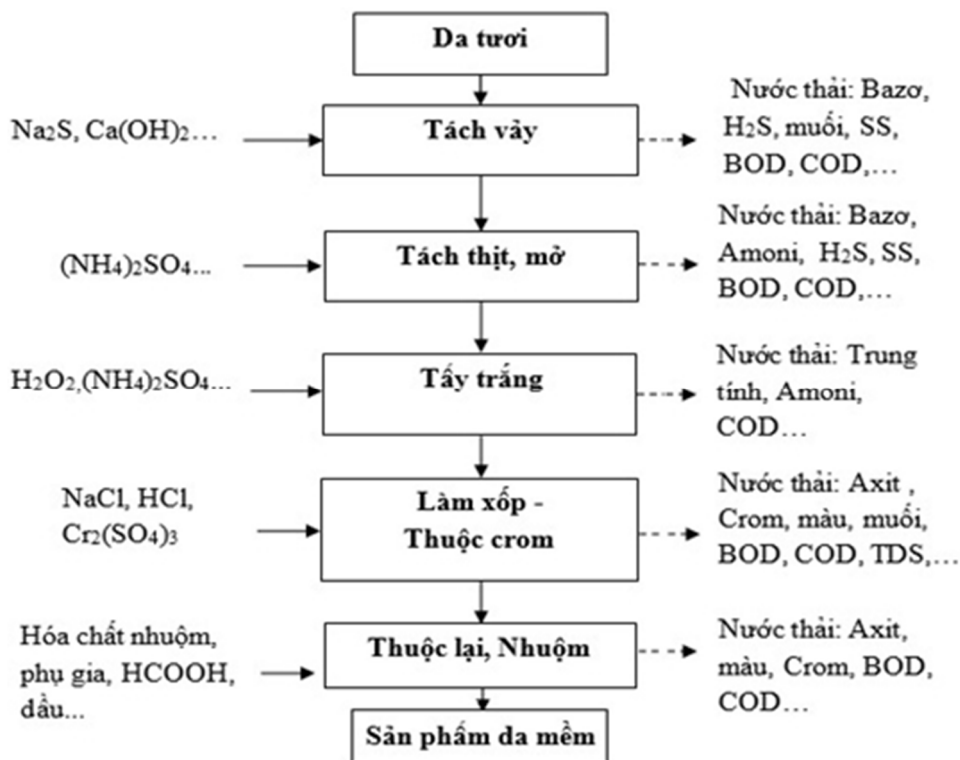 Da tươi
Na2S, Ca(OH)2…
Tách vảy
Nước thải: Bazơ,
H2S, muối, SS,
BOD, COD,…
(NH4)2SO4...
Tách thịt, mở
Nước thải: Bazơ,
Amoni, H2S, SS,
BOD, COD,…
H2O2,(NH4)2SO4...
Tẩy trắng
Nước thải: Trung
tính, Amoni,
COD…
NaCl, HCl,
Cr2(SO4)3
Làm xốp -
Thuộc crom
Nước thải: Axit ,
Crom, màu, muối,
BOD, COD, TDS,…
Hóa chất nhuộm,
phụ gia, HCOOH,
dầu...
Thuộc lại, Nhuộm
Nước thải: Axit,
màu, Crom, BOD,
COD…
Sản phẩm da mềm